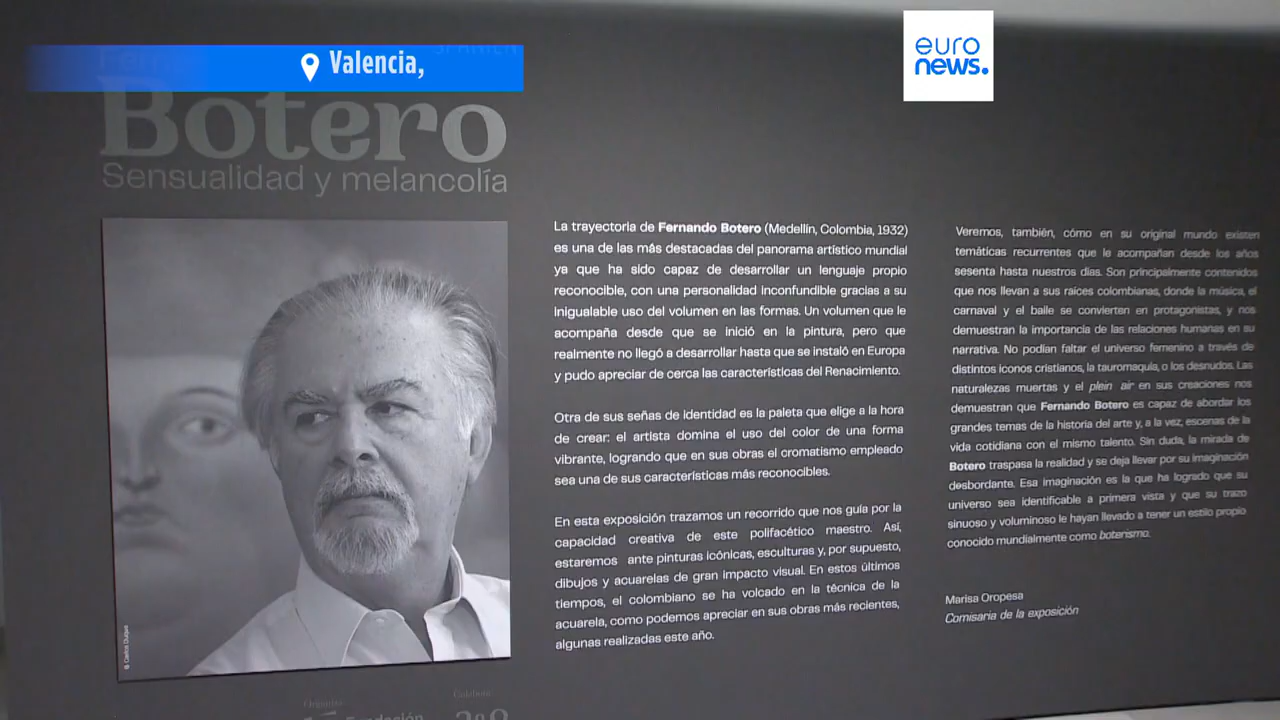 Valencia,
euro
news.
Botero
Sensualidad y melancolía
La trayectoria de Fernando Botero (Medellín, Colombia, 1932)
es una de las más destacadas del panorama artístico mundial
ya que ha sido capaz de desarrollar un lenguaje propio
reconocible, con una personalidad inconfundible gracias a su
inigualable uso del volumen en las formas. Un volumen que le
acompaña desde que se inició en la pintura, pero que
realmente no llegó a desarrollar hasta que se instaló en Europa
y pudo apreciar de cerca las características del Renacimiento.
Otra de sus señas de identidad es la paleta que elige a la hora
de crear: el artista domina el uso del color de una forma
vibrante, logrando que en sus obras el cromatismo empleado
sea una de sus características más reconocibles.
En esta exposición trazamos un recorrido que nos guía por la
capacidad creativa de este polifacético maestro. Así,
estaremos ante pinturas icónicas, esculturas y, por supuesto,
dibujos y acuarelas de gran impacto visual. En estos últimos
tiempos, el colombiano se ha volcado en la técnica de la
acuarela, como podemos apreciar en sus obras más recientes,
algunas realizadas este año.
Veremos, también, cómo en su original mundo existen
temáticas recurrentes que le acompañan desde los años
sesenta hasta nuestros días. Son principalmente contenidos
que nos llevan a sus raíces colombianas, donde la música, el
carnaval y el baile se convierten en protagonistas, y nos
demuestran la importancia de las relaciones humanas en su
narrativa. No podían faltar el universo femenino a través de
distintos iconos cristianos, la tauromaquia, o los desnudos. Las
naturalezas muertas y el plein air en sus creaciones nos
demuestran que Fernando Botero es capaz de abordar los
grandes temas de la historia del arte y, a la vez, escenas de la
vida cotidiana con el mismo talento. Sin duda, la mirada de
Botero traspasa la realidad y se deja llevar por su imaginación
desbordante. Esa imaginación es la que ha logrado que su
universo sea identificable a primera vista y que su trazo
sinuoso y voluminoso le hayan llevado a tener un estilo propio
conocido mundialmente como boterismo.
Marisa Oropesa
Comisaria de la exposición
© Carlos Duque